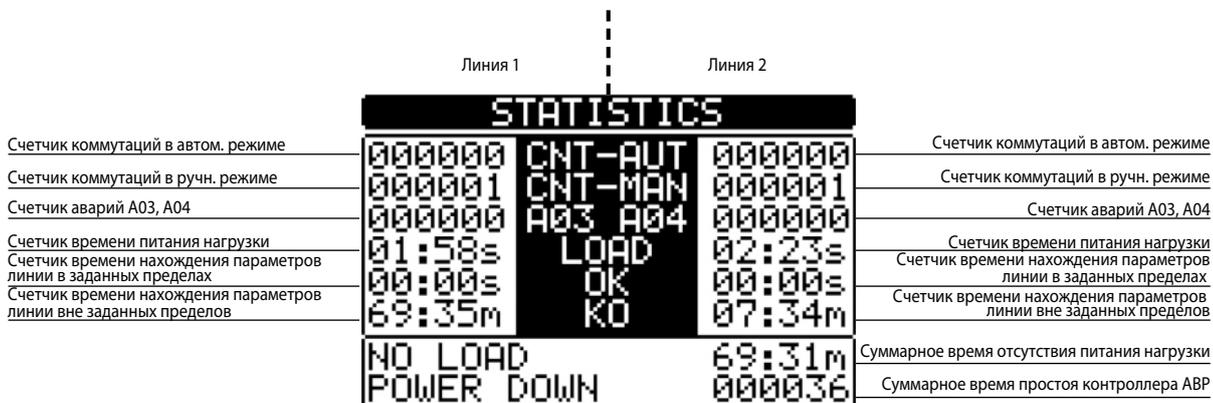 Линия 1
Линия 2
STATISTICS
Счетчик коммутаций в автом. режиме
000000 CNT-AUT 000000
Счетчик коммутаций в автом. режиме
Счетчик коммутаций в ручн. режиме
000001 CNT-MAN 000001
Счетчик коммутаций в ручн. режиме
Счетчик аварий A03, A04
000000 A03 A04 000000
Счетчик аварий A03, A04
Счетчик времени питания нагрузки
01:58s LOAD 02:23s
Счетчик времени питания нагрузки
Счетчик времени нахождения параметров
линии в заданных пределах
00:00s OK 00:00s
Счетчик времени нахождения параметров
линии в заданных пределах
Счетчик времени нахождения параметров
линии вне заданных пределов
69:35m KO 07:34m
Счетчик времени нахождения параметров
линии вне заданных пределов
NO LOAD 69:31m
Суммарное время отсутствия питания нагрузки
POWER DOWN 000036
Суммарное время простоя контроллера АВР